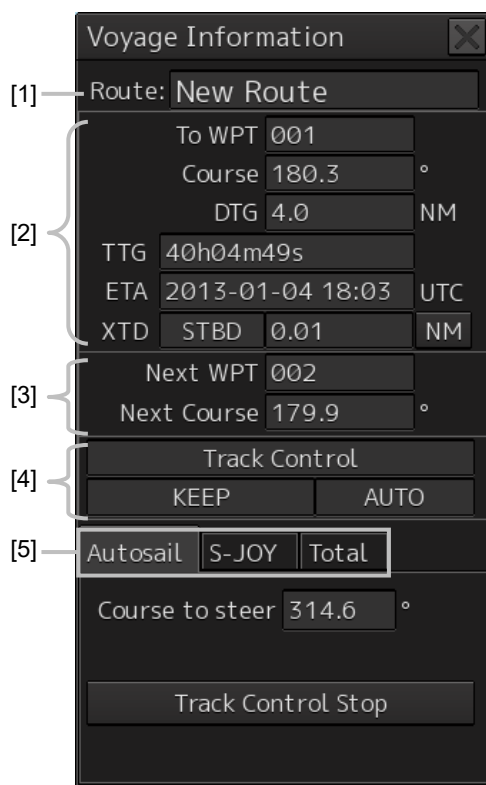 Voyage Information
[1] Route: New Route
To WPT 001
Course 180.3 °
[2] DTG 4.0 NM
TTG 40h04m49s
ETA 2013-01-04 18:03 UTC
XTD STBD 0.01 NM
Next WPT 002
[3] Next Course 179.9 °
Track Control
[4] KEEP AUTO
[5] Autosail S-JOY Total
Course to steer 314.6 °
Track Control Stop